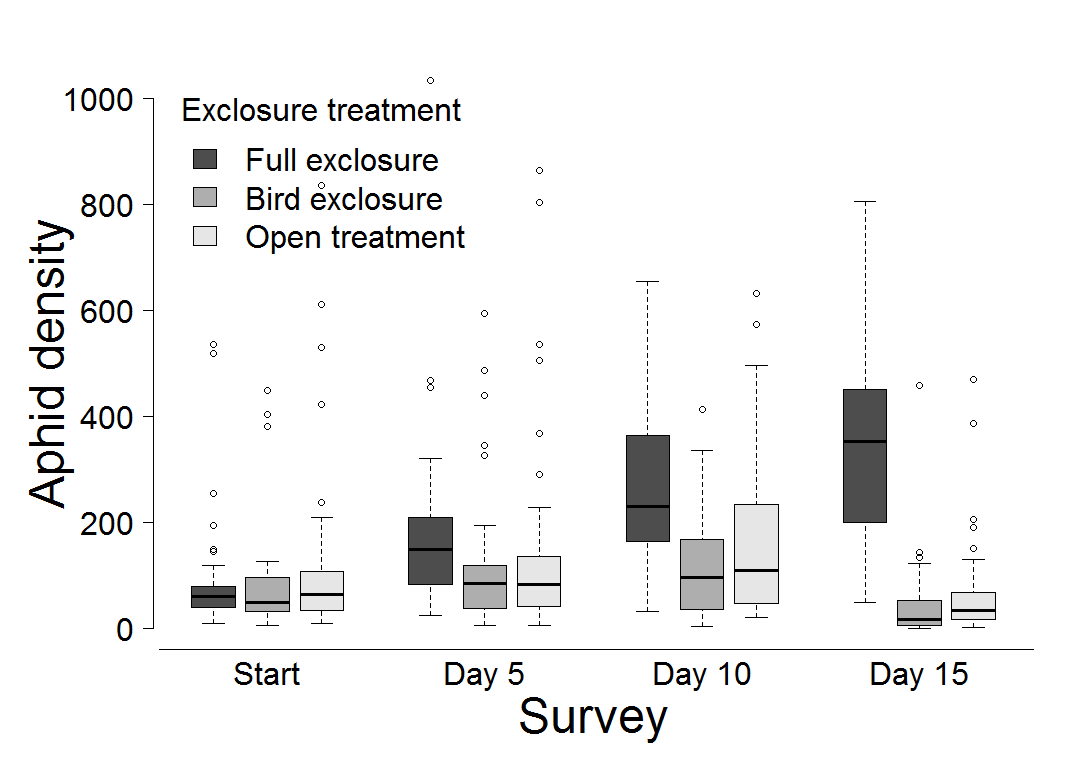 Exclosure treatment
Full exclosure
Bird exclosure
Open treatment
1000
800
600
400
200
0
Aphid density
Start Day 5 Day 10 Day 15
Survey